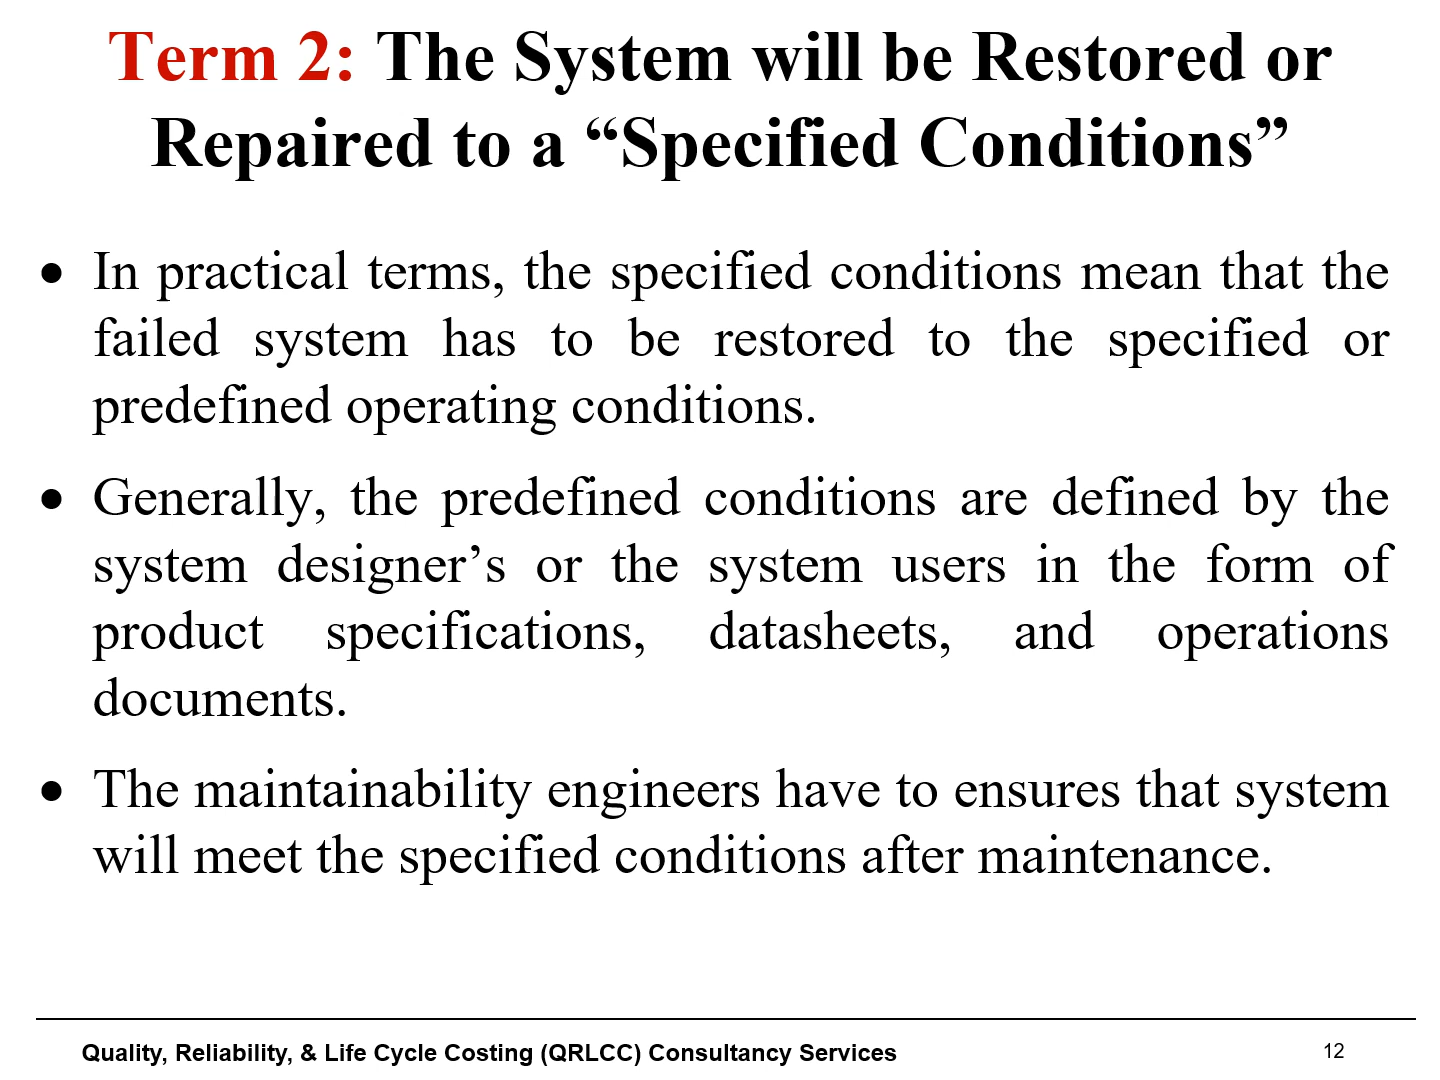 Term 2: The System will be Restored or
Repaired to a “Specified Conditions”
● In practical terms, the specified conditions mean that the
failed system has to be restored to the specified or
predefined operating conditions.
● Generally, the predefined conditions are defined by the
system designer’s or the system users in the form of
product specifications, datasheets, and operations
documents.
● The maintainability engineers have to ensures that system
will meet the specified conditions after maintenance.
Quality, Reliability, & Life Cycle Costing (QRLCC) Consultancy Services 12